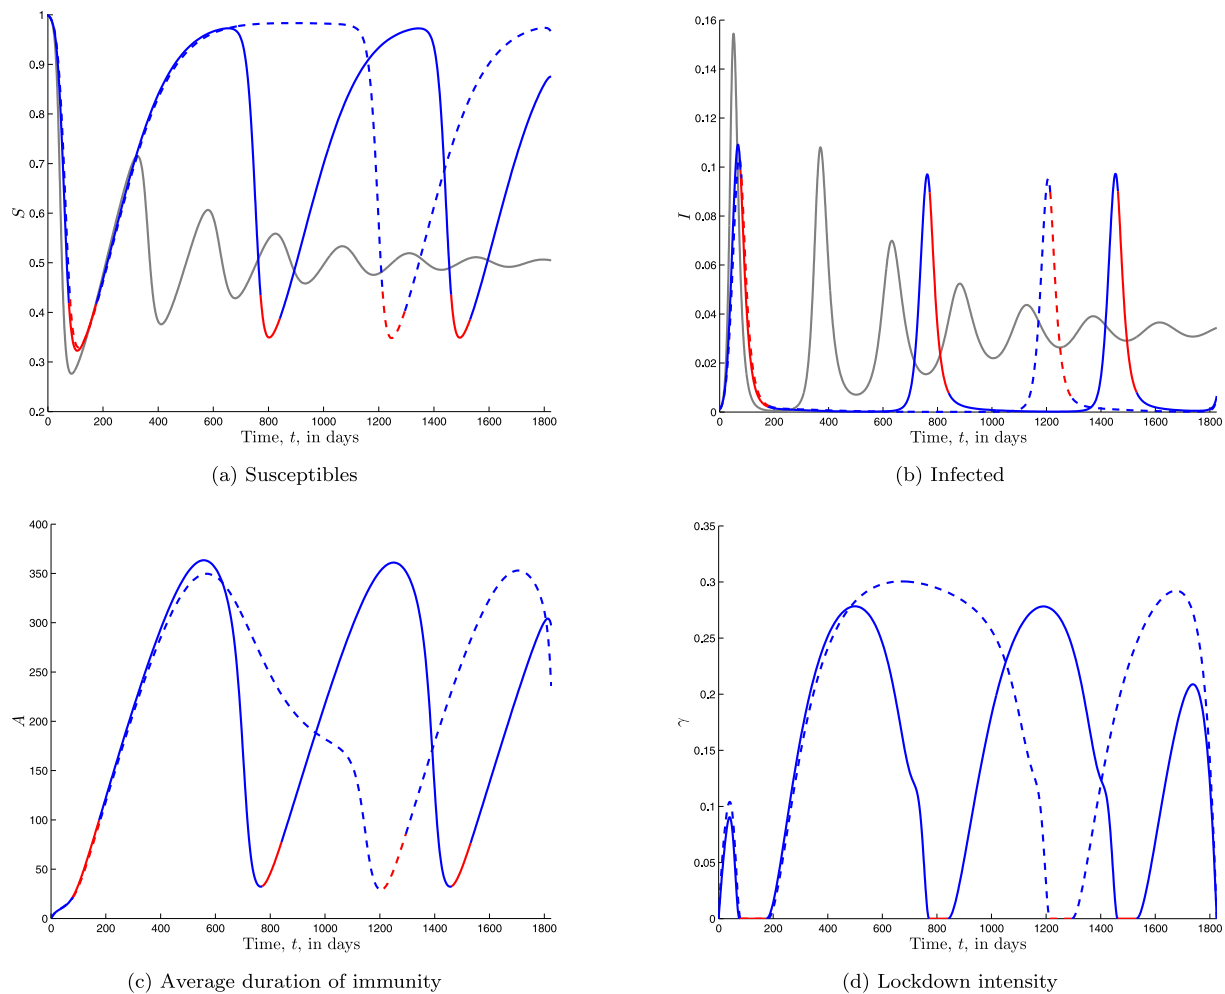 1
0.9
0.8
0.7
0.6
0.5
0.4
0.3
0.2
S
0 200 400 600 800 1000 1200 1400 1600 1800
Time, t, in days
(a) Susceptibles
0.16
0.14
0.12
0.1
0.08
0.06
0.04
0.02
0
I
0 200 400 600 800 1000 1200 1400 1600 1800
Time, t, in days
(b) Infected
400
350
300
250
200
150
100
50
0
A
0 200 400 600 800 1000 1200 1400 1600 1800
Time, t, in days
(c) Average duration of immunity
0.35
0.3
0.25
0.2
0.15
0.1
0.05
0
γ
0 200 400 600 800 1000 1200 1400 1600 1800
Time, t, in days
(d) Lockdown intensity